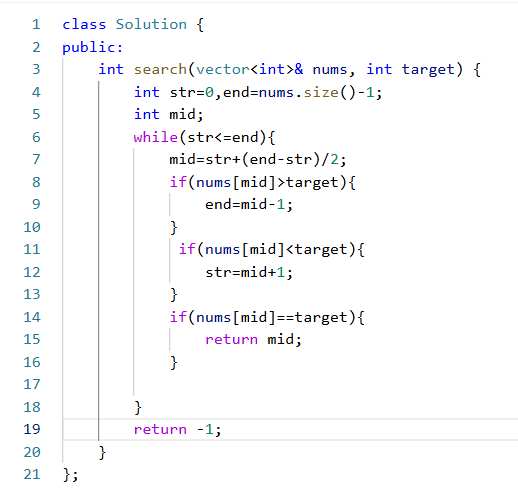 1 class Solution {
2 public:
3     int search(vector<int>& nums, int target) {
4         int str=0,end=nums.size()-1;
5         int mid;
6         while(str<=end){
7             mid=str+(end-str)/2;
8             if(nums[mid]>target){
9                 end=mid-1;
10             }
11              if(nums[mid]<target){
12                 str=mid+1;
13             }
14             if(nums[mid]==target){
15                 return mid;
16             }
17
18         }
19         return -1;
20     }
21 };